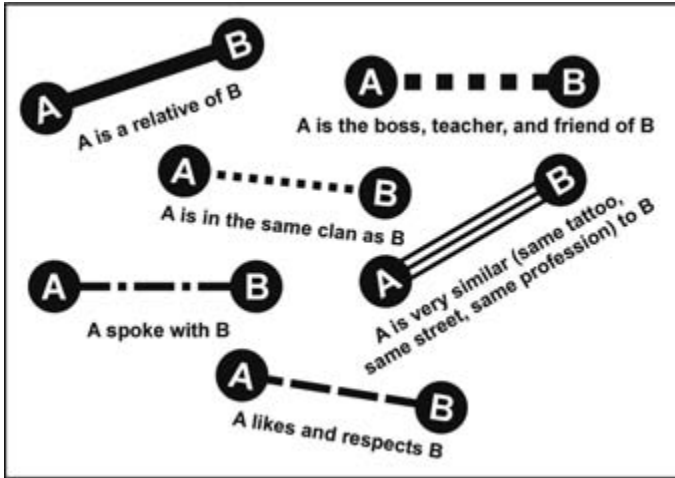 A B
A is a relative of B
A B
A is the boss, teacher, and friend of B
A B
A is in the same clan as B
A B
A is very similar (same tattoo,
same street, same profession) to B
A B
A spoke with B
A B
A likes and respects B